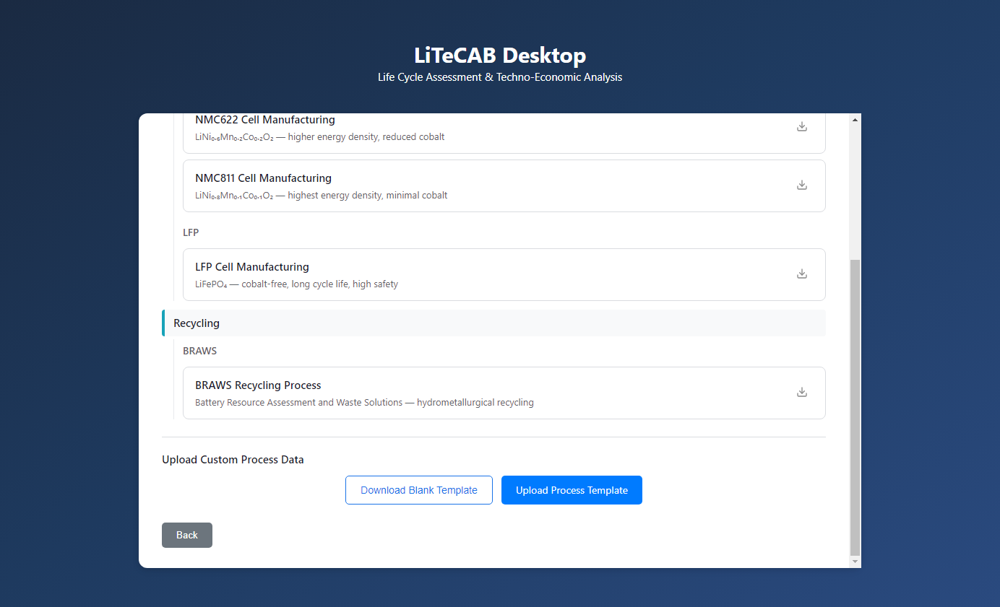 LiTeCAB Desktop
Life Cycle Assessment & Techno-Economic Analysis
NMC622 Cell Manufacturing
LiNi₀.₆Mn₀.₂Co₀.₂O₂ — higher energy density, reduced cobalt
NMC811 Cell Manufacturing
LiNi₀.₈Mn₀.₁Co₀.₁O₂ — highest energy density, minimal cobalt
LFP
LFP Cell Manufacturing
LiFePO₄ — cobalt-free, long cycle life, high safety
Recycling
BRAWS
BRAWS Recycling Process
Battery Resource Assessment and Waste Solutions — hydrometallurgical recycling
Upload Custom Process Data
Download Blank Template
Upload Process Template
Back